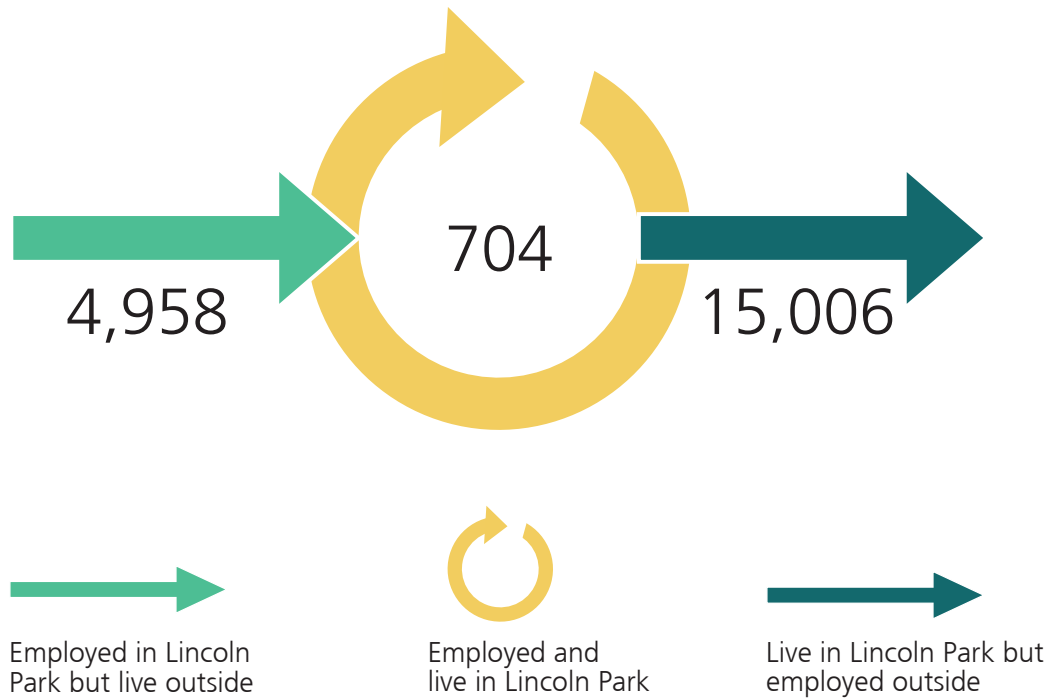 704
4,958
15,006
Employed in Lincoln
Park but live outside
Employed and
live in Lincoln Park
Live in Lincoln Park but
employed outside